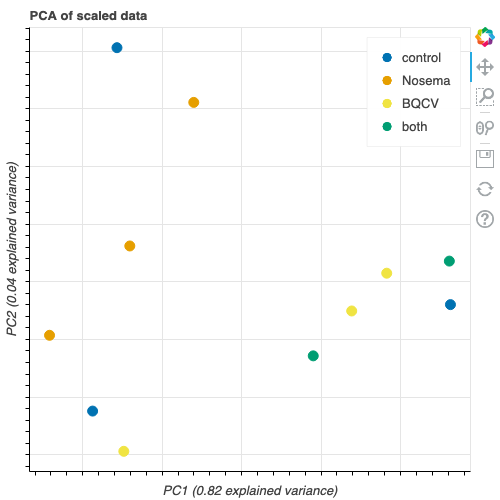 PCA of scaled data
control
Nosema
BQCV
both
PC2 (0.04 explained variance)
PC1 (0.82 explained variance)